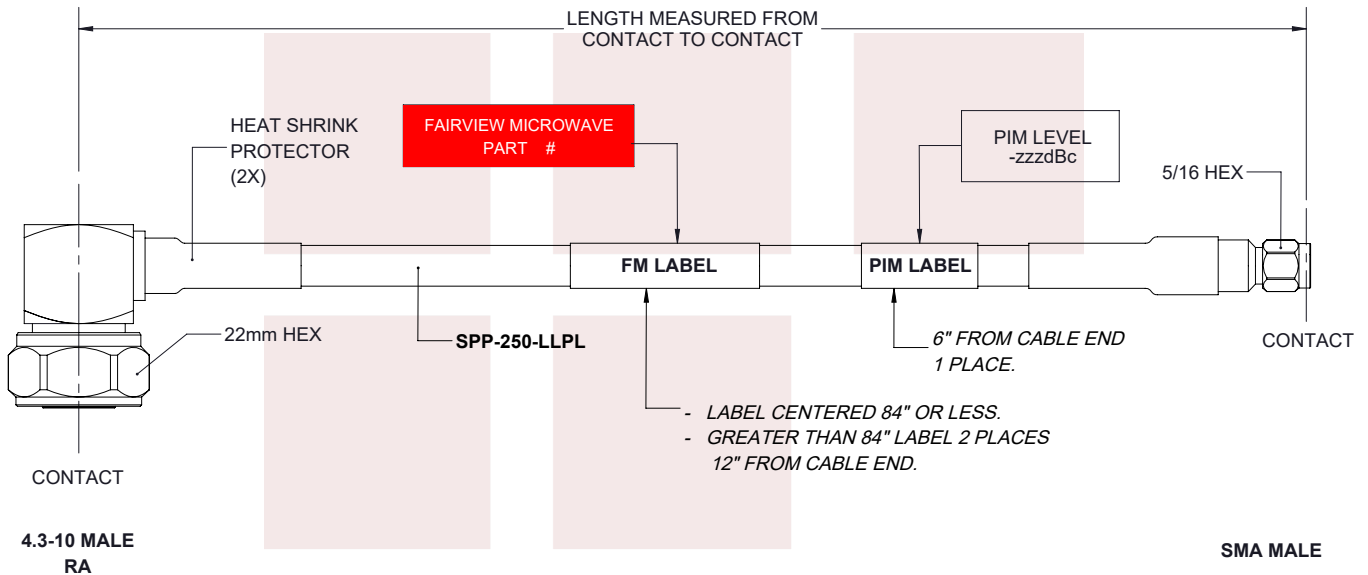 LENGTH MEASURED FROM
CONTACT TO CONTACT
HEAT SHRINK
PROTECTOR
(2X)
FAIRVIEW MICROWAVE
PART #
PIM LEVEL
-zzzdBc
5/16 HEX
FM LABEL
PIM LABEL
22mm HEX
SPP-250-LLPL
6" FROM CABLE END
1 PLACE.
CONTACT
- LABEL CENTERED 84" OR LESS.
- GREATER THAN 84" LABEL 2 PLACES
12" FROM CABLE END.
CONTACT
4.3-10 MALE
RA
SMA MALE